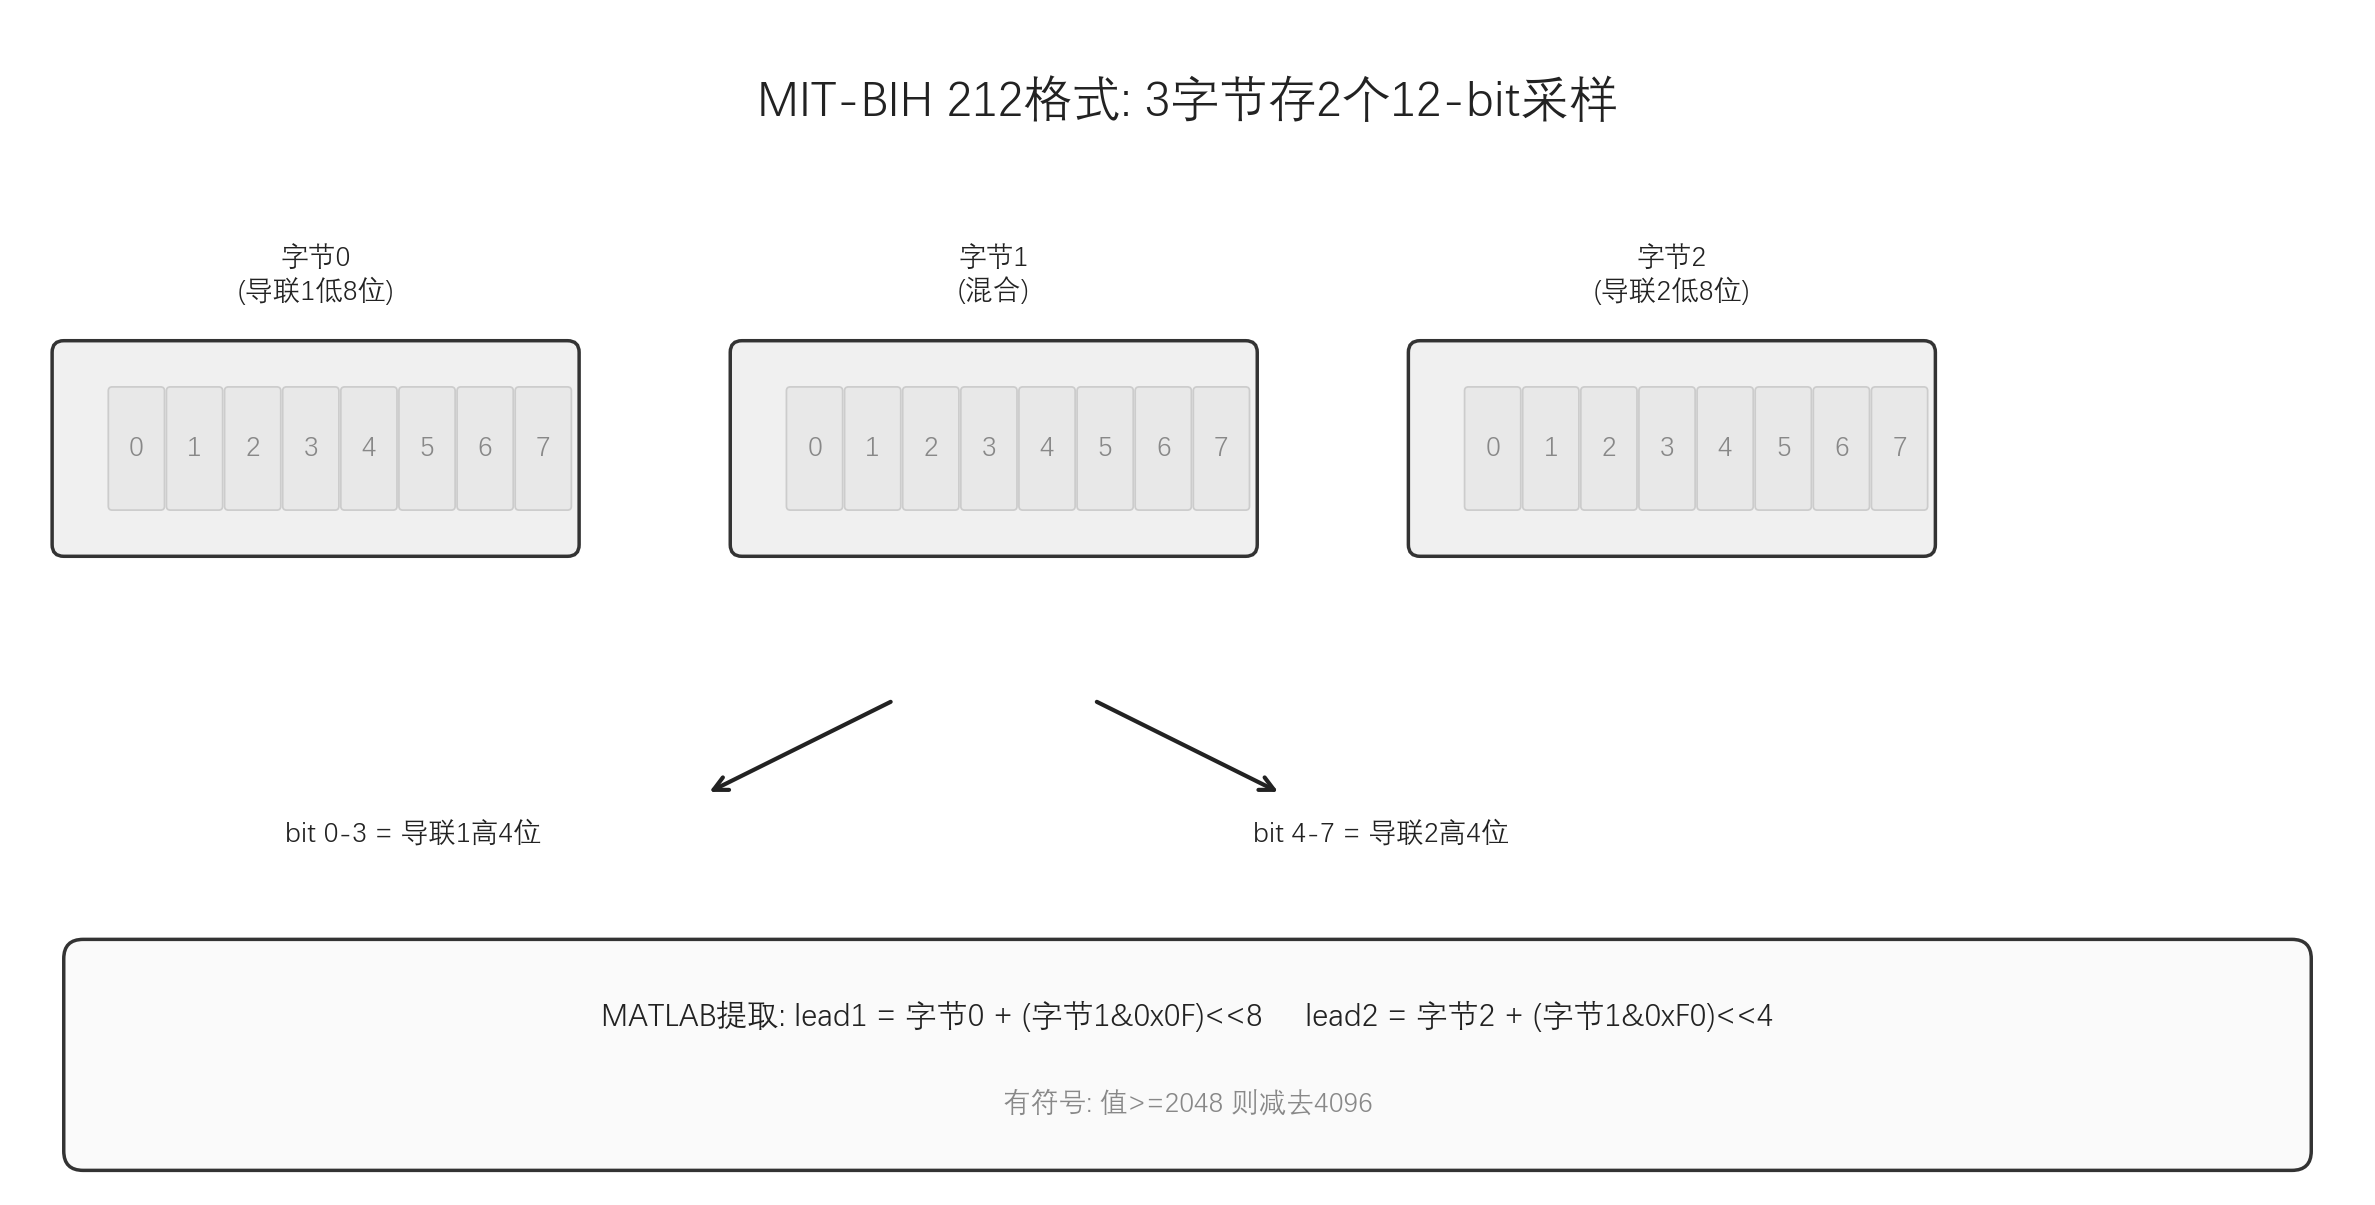 MIT-BIH 212格式: 3字节存2个12-bit采样
字节0
(导联1低8位)
字节1
(混合)
字节2
(导联2低8位)
0 1 2 3 4 5 6 7
0 1 2 3 4 5 6 7
0 1 2 3 4 5 6 7
bit 0-3 = 导联1高4位
bit 4-7 = 导联2高4位
MATLAB提取: lead1 = 字节0 + (字节1&0x0F)<<8 lead2 = 字节2 + (字节1&0xF0)<<4
有符号: 值>=2048 则减去4096